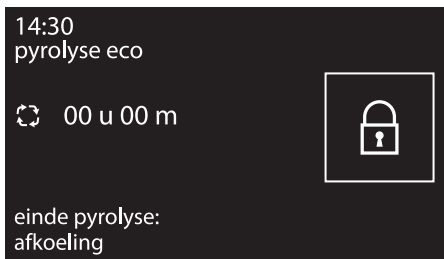 14:30
pyrolyse eco
00 u 00 m
einde pyrolyse:
afkoeling